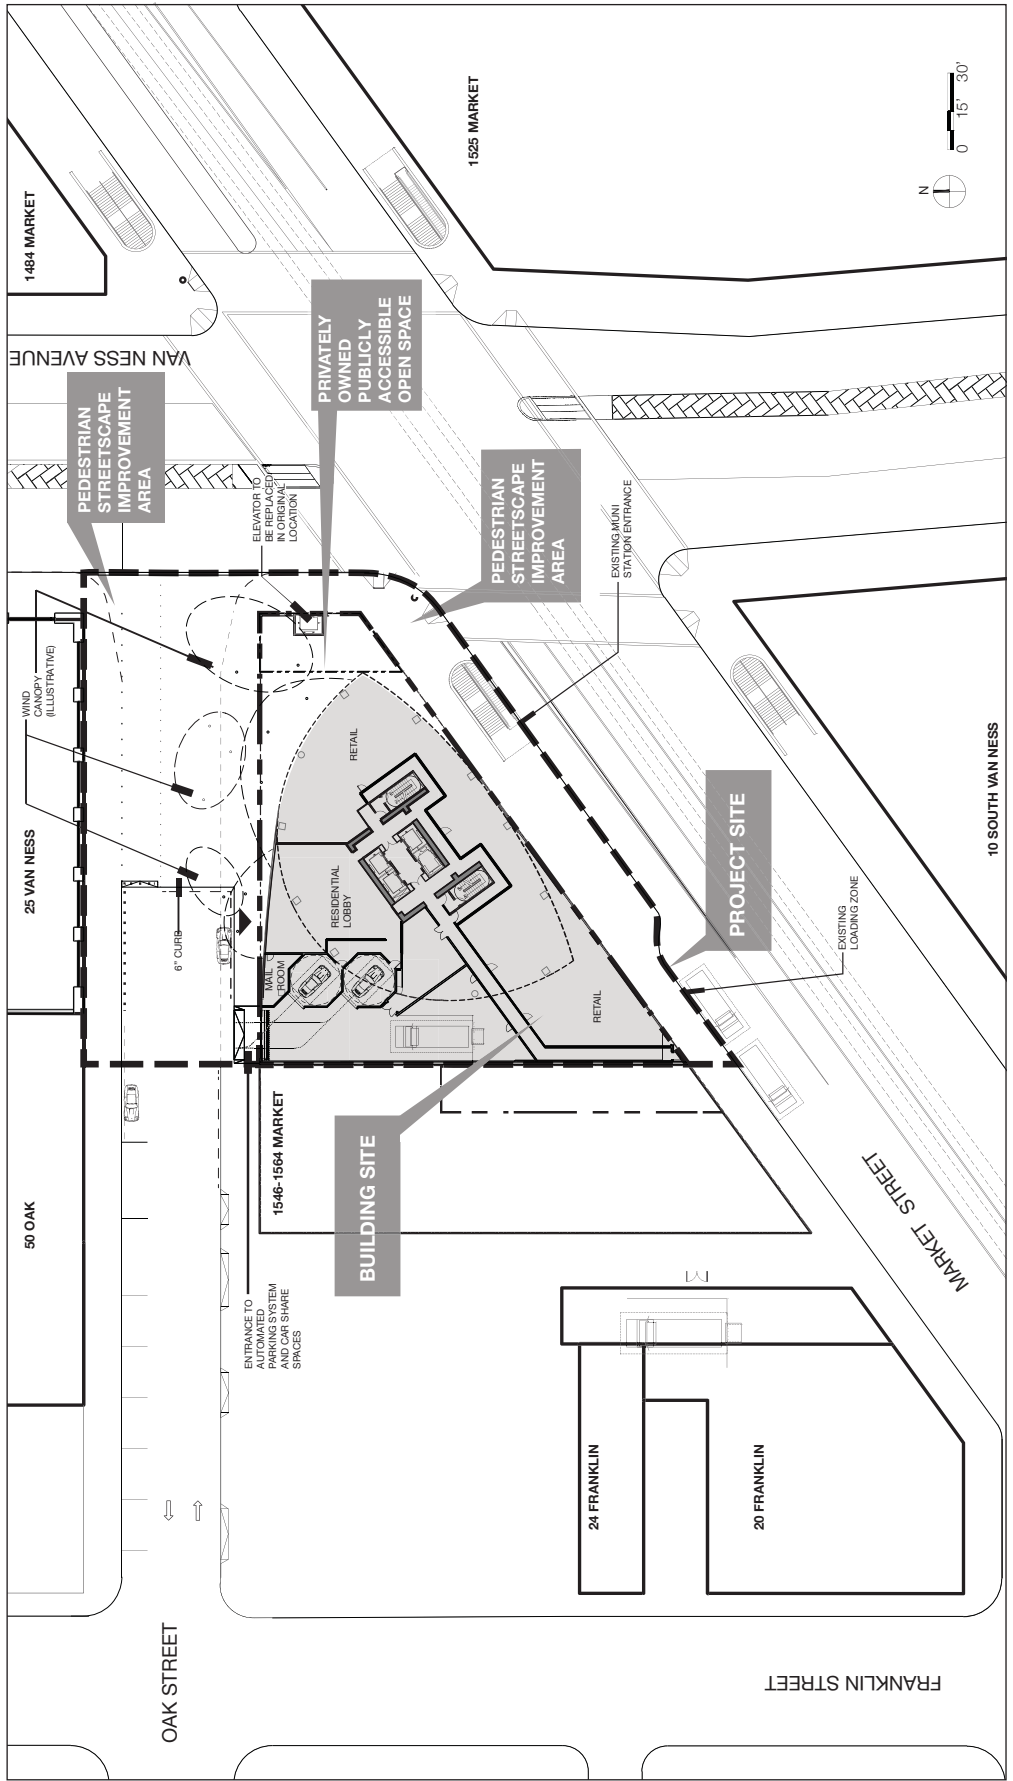 OAK STREET
FRANKLIN STREET
50 OAK
25 VAN NESS
VAN NESS AVENUE
1484 MARKET
1525 MARKET
10 SOUTH VAN NESS
MARKET STREET
24 FRANKLIN
20 FRANKLIN
1546-1564 MARKET
ENTRANCE TO
AUTOMATED
PARKING SYSTEM
AND CAR SHARE
SPACES
BUILDING SITE
PROJECT SITE
6" CURB
MAIL
ROOM
RESIDENTIAL
LOBBY
RETAIL
RETAIL
WIND
CANOPY
(ILLUSTRATIVE)
PEDESTRIAN
STREETSCAPE
IMPROVEMENT
AREA
ELEVATOR TO
BE REPLACED
IN ORIGINAL
LOCATION
PRIVATELY
OWNED
PUBLICLY
ACCESSIBLE
OPEN SPACE
PEDESTRIAN
STREETSCAPE
IMPROVEMENT
AREA
EXISTING MUNI
STATION ENTRANCE
EXISTING
LOADING ZONE
N
0 15' 30'